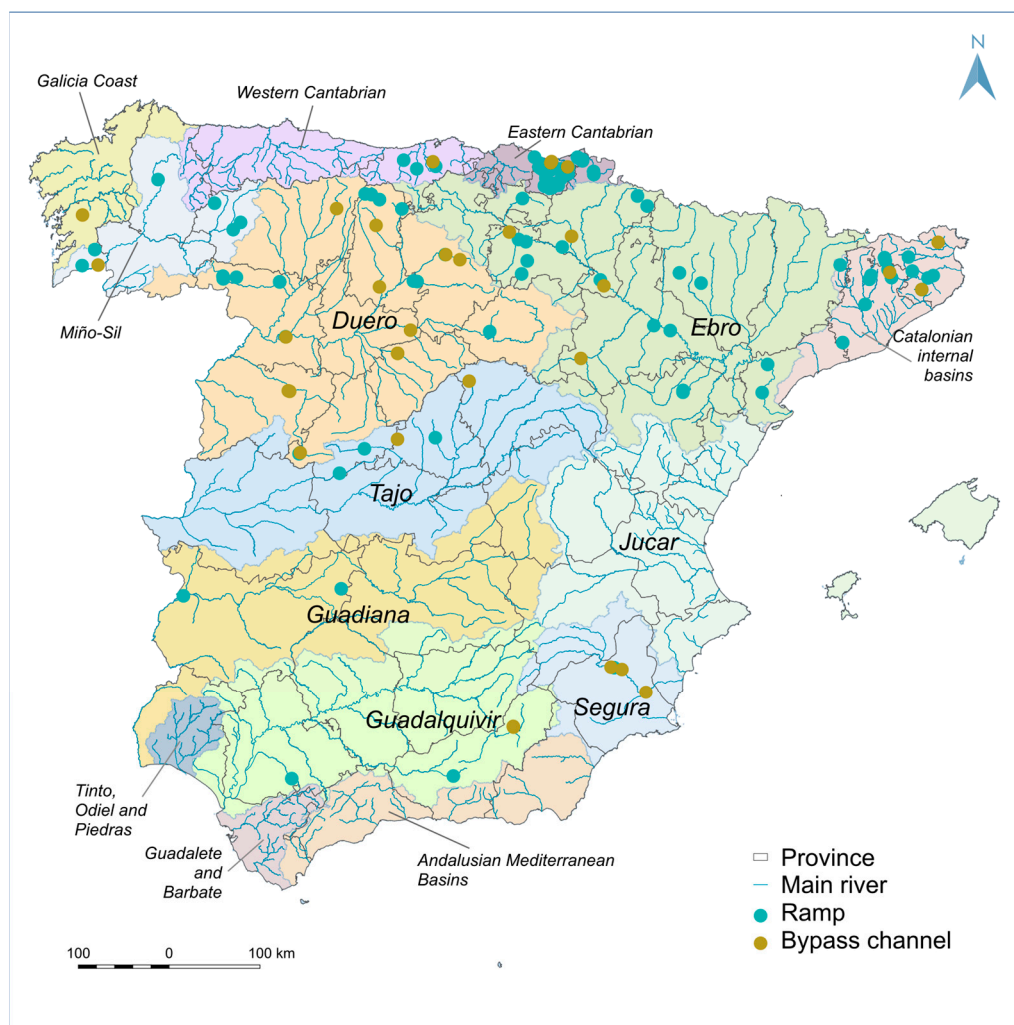 N
Galicia Coast
Western Cantabrian
Eastern Cantabrian
Miño-Sil
Duero
Ebro
Catalonian
internal
basins
Tajo
Jucar
Guadiana
Segura
Guadalquivir
Tinto,
Odiel and
Piedras
Guadalete
and
Barbate
Andalusian Mediterranean
Basins
Province
Main river
Ramp
Bypass channel
100 0 100 km